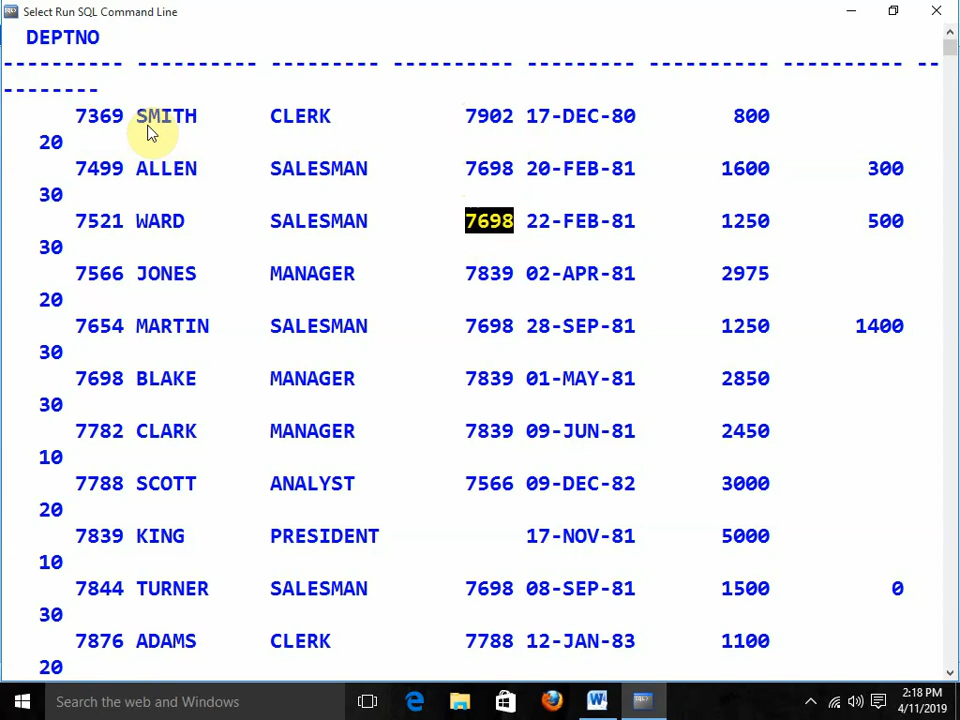 Select Run SQL Command Line
DEPTNO
---------- ---------- --------- ---------- --------- ---------- ---------- --
--------
7369 SMITH CLERK 7902 17-DEC-80 800
20
7499 ALLEN SALESMAN 7698 20-FEB-81 1600 300
30
7521 WARD SALESMAN 7698 22-FEB-81 1250 500
30
7566 JONES MANAGER 7839 02-APR-81 2975
20
7654 MARTIN SALESMAN 7698 28-SEP-81 1250 1400
30
7698 BLAKE MANAGER 7839 01-MAY-81 2850
30
7782 CLARK MANAGER 7839 09-JUN-81 2450
10
7788 SCOTT ANALYST 7566 09-DEC-82 3000
20
7839 KING PRESIDENT 17-NOV-81 5000
10
7844 TURNER SALESMAN 7698 08-SEP-81 1500 0
30
7876 ADAMS CLERK 7788 12-JAN-83 1100
20
Search the web and Windows
2:18 PM
4/11/2019